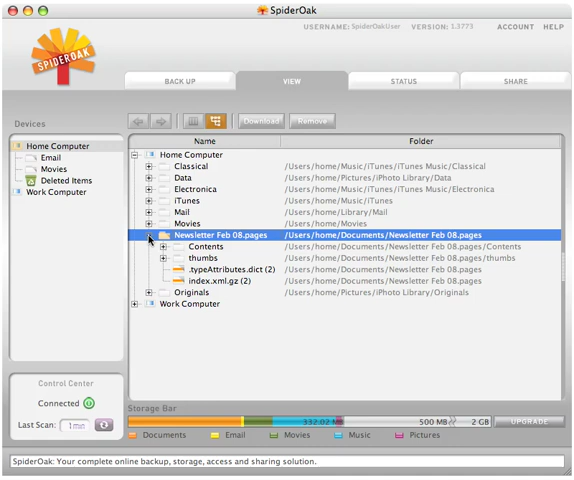 SpiderOak
USERNAME: SpiderOakUser VERSION: 1.3773 ACCOUNT HELP
SPIDEROAK
BACK UP VIEW STATUS SHARE
Devices
Download Remove
Home Computer
Email
Movies
Deleted Items
Work Computer
Name Folder
Home Computer
Classical /Users/home/Music/iTunes/iTunes Music/Classical
Data /Users/home/Pictures/iPhoto Library/Data
Electronica /Users/home/Music/iTunes/iTunes Music/Electronica
iTunes /Users/home/Music/iTunes
Mail /Users/home/Library/Mail
Movies /Users/home/Movies
Newsletter Feb 08.pages /Users/home/Documents/Newsletter Feb 08.pages
Contents /Users/home/Documents/Newsletter Feb 08.pages/Contents
thumbs /Users/home/Documents/Newsletter Feb 08.pages/thumbs
.typeAttributes.dict (2) /Users/home/Documents/Newsletter Feb 08.pages
index.xml.gz (2) /Users/home/Documents/Newsletter Feb 08.pages
Originals /Users/home/Pictures/iPhoto Library/Originals
Work Computer
Control Center
Connected
Last Scan: 1min
Storage Bar
332.02 M 500 MB 2 GB UPGRADE
Documents Email Movies Music Pictures
SpiderOak: Your complete online backup, storage, access and sharing solution.